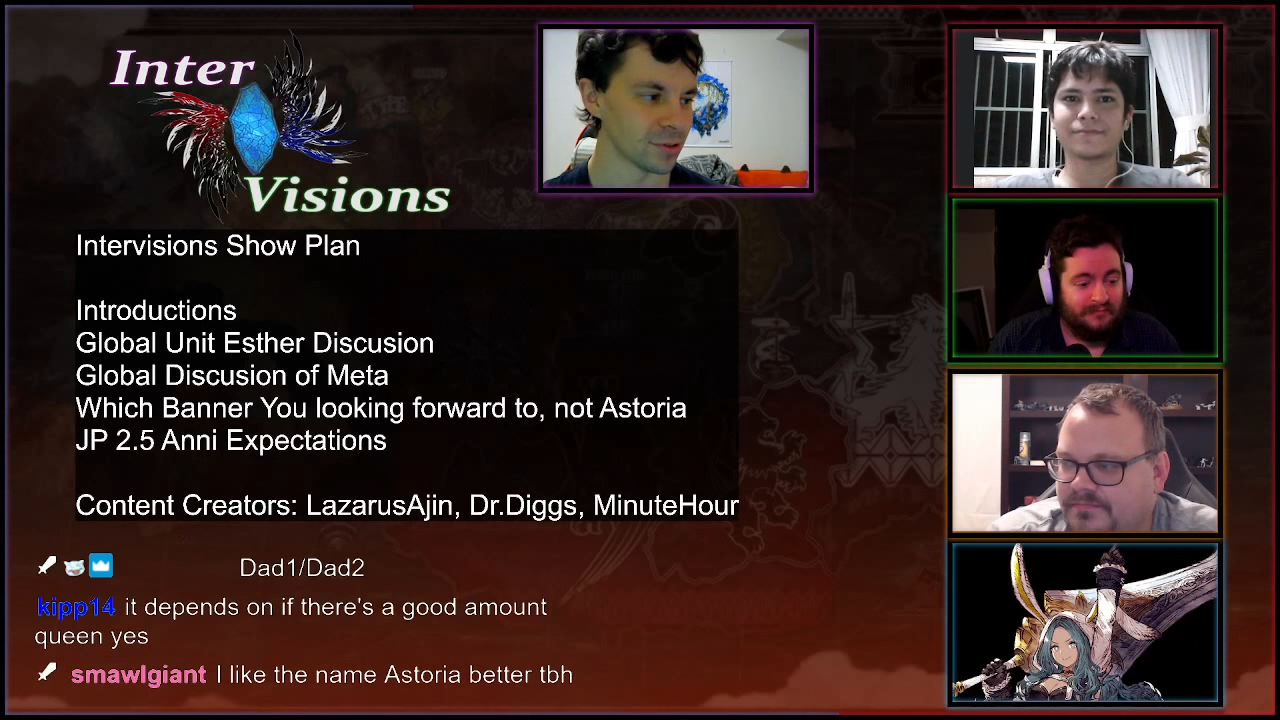 Inter
Visions
Intervisions Show Plan
Introductions
Global Unit Esther Discusion
Global Discusion of Meta
Which Banner You looking forward to, not Astoria
JP 2.5 Anni Expectations
Content Creators: LazarusAjin, Dr.Diggs, MinuteHour
Dad1/Dad2
kipp14 it depends on if there's a good amount
queen yes
smawlgiant I like the name Astoria better tbh